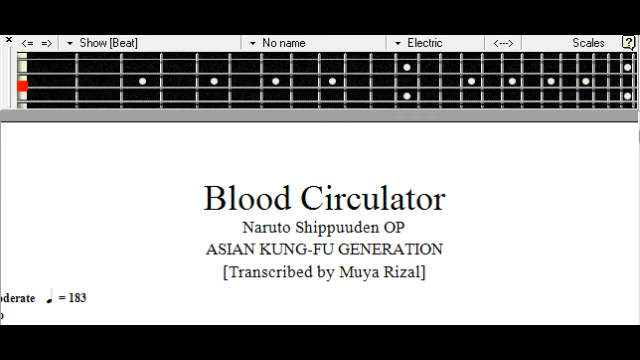 × <= => ▾ Show [Beat] ▾ No name ▾ Electric <---> Scales ?
Blood Circulator
Naruto Shippuuden OP
ASIAN KUNG-FU GENERATION
[Transcribed by Muya Rizal]
oderate ♩ = 183